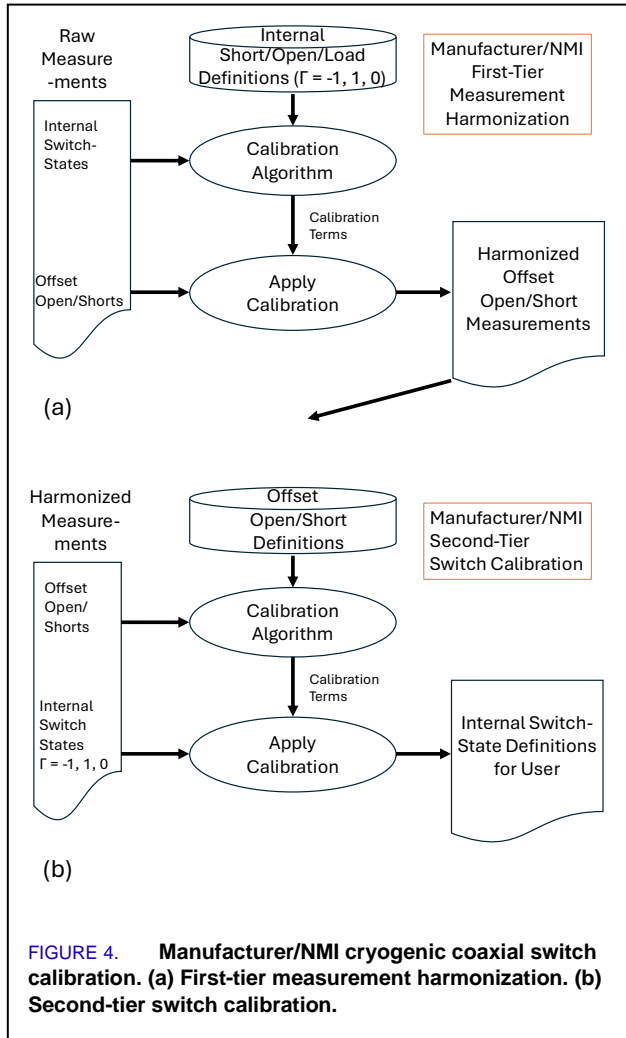 Raw
Measure
-ments
Internal
Short/Open/Load
Definitions (Γ = -1, 1, 0)
Manufacturer/NMI
First-Tier
Measurement
Harmonization
Internal
Switch-
States
Calibration
Algorithm
Calibration
Terms
Offset
Open/Shorts
Apply
Calibration
Harmonized
Offset
Open/Short
Measurements
(a)
Harmonized
Measure-
ments
Offset
Open/Short
Definitions
Manufacturer/NMI
Second-Tier
Switch Calibration
Offset
Open/
Shorts
Calibration
Algorithm
Calibration
Terms
Internal
Switch
States
Γ = -1, 1, 0
Apply
Calibration
Internal Switch-
State Definitions
for User
(b)
FIGURE 4. Manufacturer/NMI cryogenic coaxial switch
calibration. (a) First-tier measurement harmonization. (b)
Second-tier switch calibration.